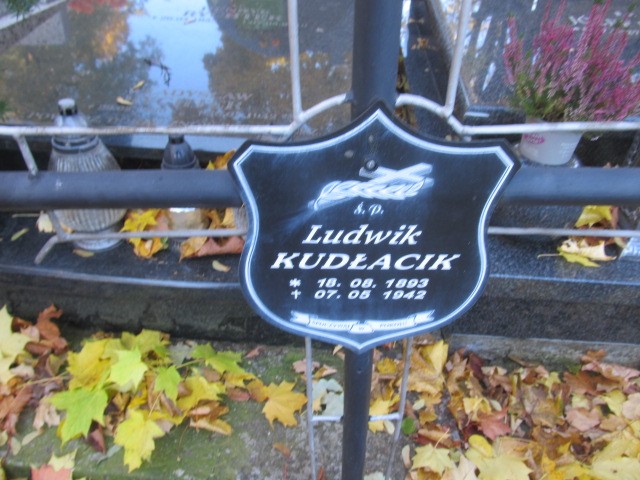 ś. p.
Ludwik
KUDŁACIK
* 18. 08. 1893
+ 07. 05 1942